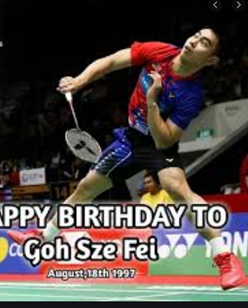 APPY BIRTHDAY TO
Goh Sze Fei
August,18th 1997